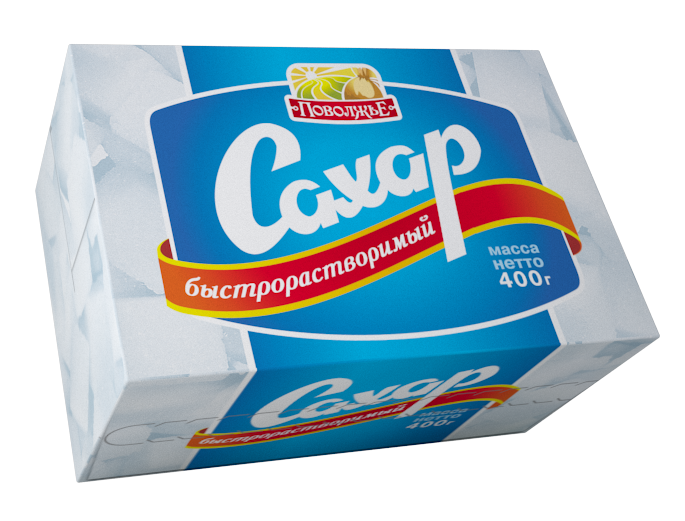 ПОВОЛЖЬЕ
Сахар
быстрорастворимый
масса
нетто
400г
Сахар
быстрорастворимый
масса
нетто
400г